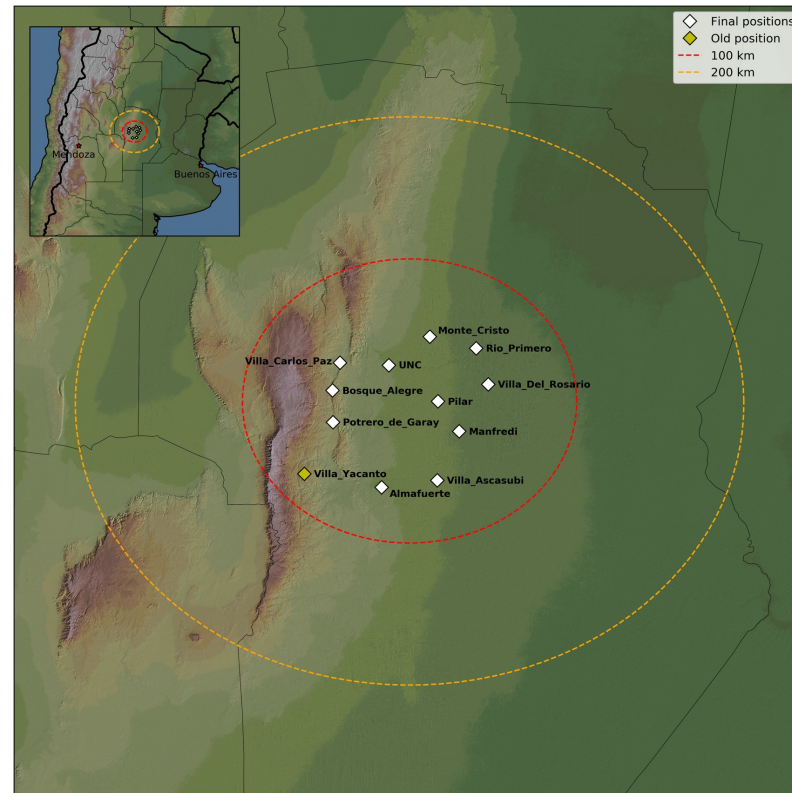 Final positions
Old position
100 km
200 km
Mendoza
Buenos Aires
Monte_Cristo
Rio_Primero
Villa_Carlos_Paz
UNC
Villa_Del_Rosario
Bosque_Alegre
Pilar
Potrero_de_Garay
Manfredi
Villa_Yacanto
Villa_Ascasubi
Almafuerte